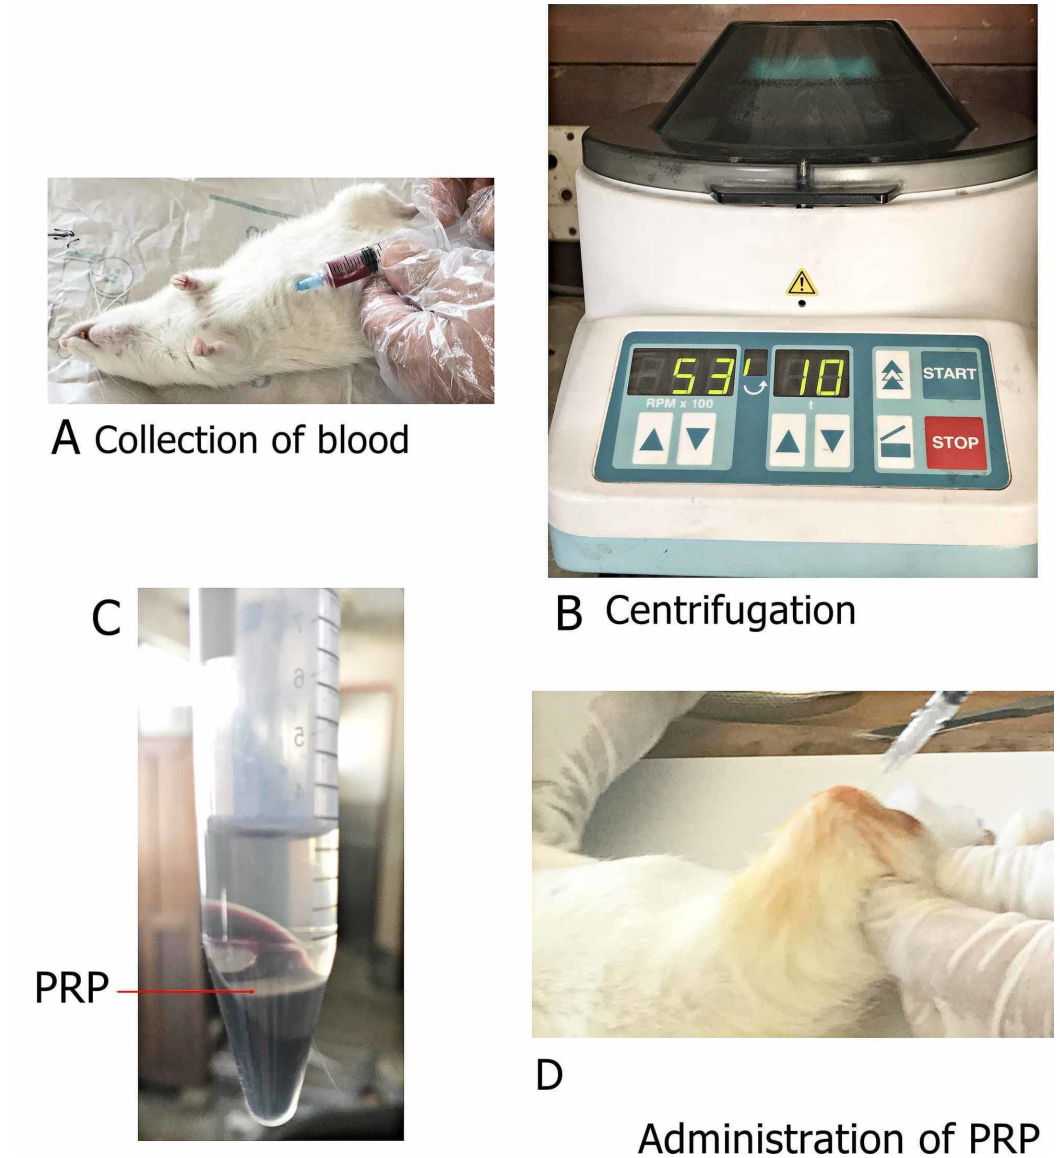 A Collection of blood
53' 10
RPM x 100
t
START
STOP
B Centrifugation
C
7
6
5
4
PRP
D
Administration of PRP